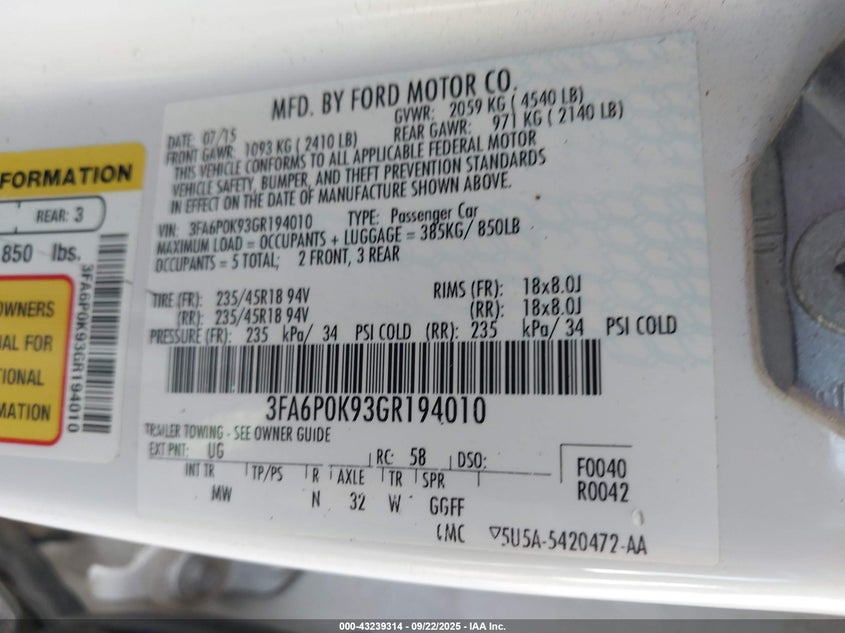 MFD. BY FORD MOTOR CO.
DATE: 07/15 GVWR: 2059 KG ( 4540 LB)
FRONT GAWR: 1093 KG ( 2410 LB) REAR GAWR: 971 KG ( 2140 LB)
THIS VEHICLE CONFORMS TO ALL APPLICABLE FEDERAL MOTOR
VEHICLE SAFETY, BUMPER, AND THEFT PREVENTION STANDARDS
IN EFFECT ON THE DATE OF MANUFACTURE SHOWN ABOVE.
VIN: 3FA6P0K93GR194010 TYPE: Passenger Car
MAXIMUM LOAD = OCCUPANTS + LUGGAGE = 385KG/ 850LB
OCCUPANTS = 5 TOTAL; 2 FRONT, 3 REAR
TIRE (FR): 235/45R18 94V RIMS (FR): 18x8.0J
(RR): 235/45R18 94V (RR): 18x8.0J
PRESSURE (FR): 235 kPa/ 34 PSI COLD (RR): 235 kPa/ 34 PSI COLD
3FA6P0K93GR194010
TRAILER TOWING - SEE OWNER GUIDE
EXT PNT: UG RC: 58 DSO: F0040
INT TR TP/PS R AXLE TR SPR R0042
MW N 32 W GGFF
CMC ▽5U5A-5420472-AA
FORMATION
REAR: 3
850 lbs.
OWNERS
AL FOR
TIONAL
MATION
3FA6P0K93GR194010
000-43239314 - 09/22/2025 - IAA Inc.